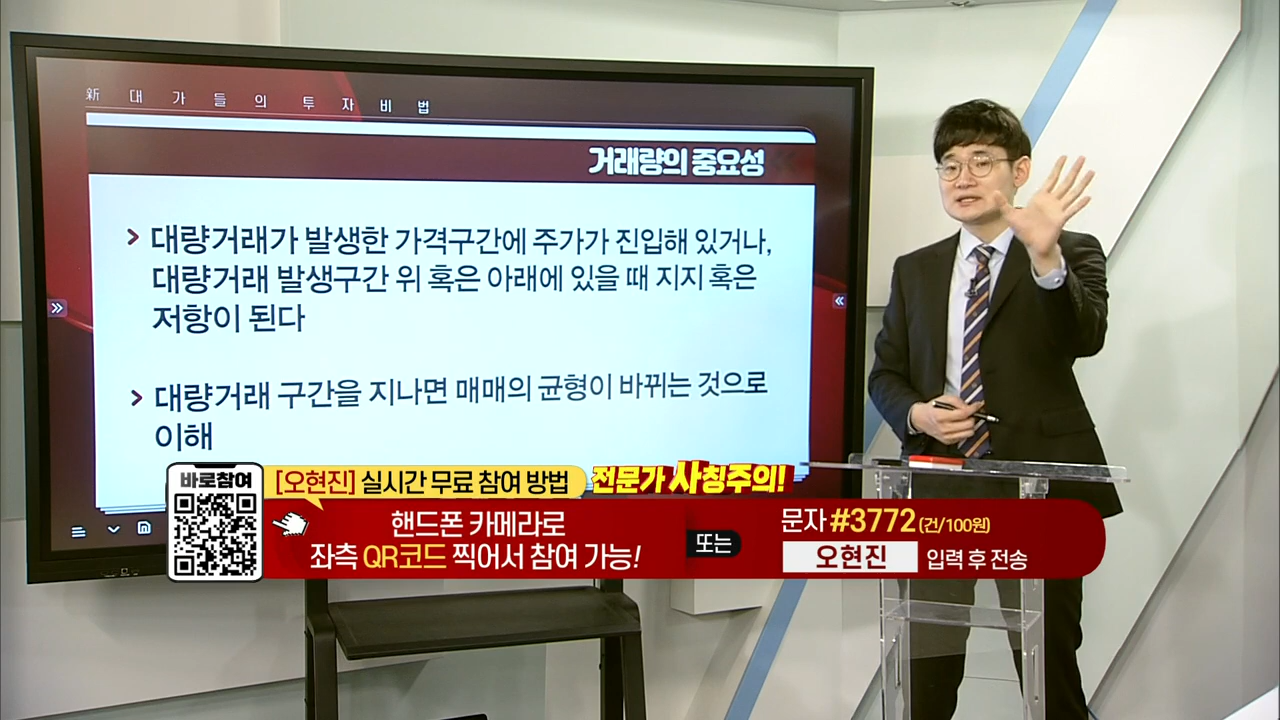 新 대 가 들 의 투 자 비 법
거래량의 중요성
대량거래가 발생한 가격구간에 주가가 진입해 있거나,
대량거래 발생구간 위 혹은 아래에 있을 때 지지 혹은
저항이 된다
대량거래 구간을 지나면 매매의 균형이 바뀌는 것으로
이해
바로참여
[오현진] 실시간 무료 참여 방법
전문가 사칭주의!
핸드폰 카메라로
좌측 QR코드 찍어서 참여 가능!
또는
문자 #3772 (건/100원)
오현진 입력 후 전송